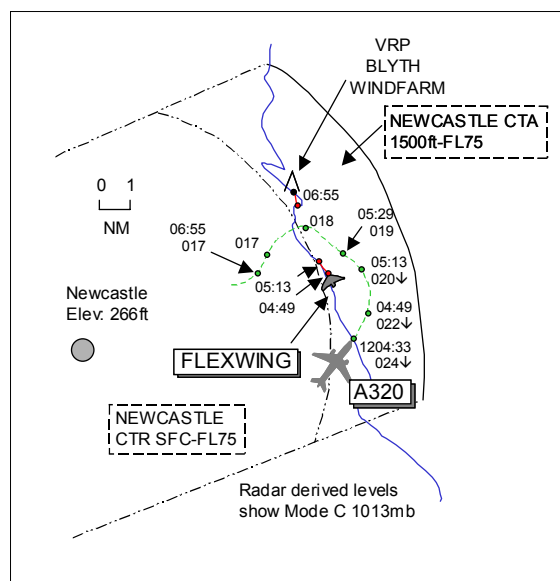 VRP
BLYTH
WINDFARM
NEWCASTLE CTA
1500ft-FL75
0 1
NM
06:55
018
05:29
019
06:55
017
017
05:13
020↓
05:13
04:49
04:49
022↓
Newcastle
Elev: 266ft
1204:33
024↓
FLEXWING
A320
NEWCASTLE
CTR SFC-FL75
Radar derived levels
show Mode C 1013mb